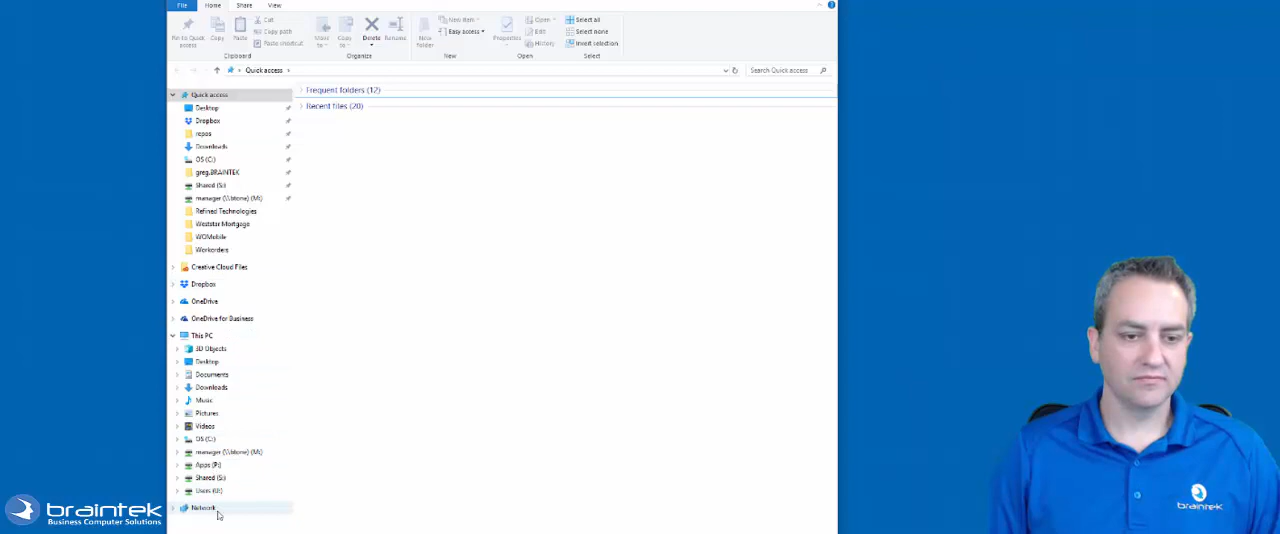 File Home Share View
Pin to Quick access
Copy
Paste
Cut
Copy path
Paste shortcut
Move to
Copy to
Delete
Rename
New folder
New item
Easy access
Properties
Open
Edit
History
Select all
Select none
Invert selection
Clipboard Organize New Open Select
Quick access Search Quick access
Quick access
Desktop
Dropbox
repos
Downloads
OS (C:)
greg.BRAINTEK
Shared (S:)
manager (M:)
Refined Technologies
Weststar Mortgage
WOMobile
Workorders
Creative Cloud Files
Dropbox
OneDrive
OneDrive for Business
This PC
3D Objects
Desktop
Documents
Downloads
Music
Pictures
Videos
OS (C:)
manager (M:)
Apps (P:)
Shared (S:)
Users (U:)
Network
Frequent folders (12)
Recent files (20)
braintek
Business Computer Solutions
braintek